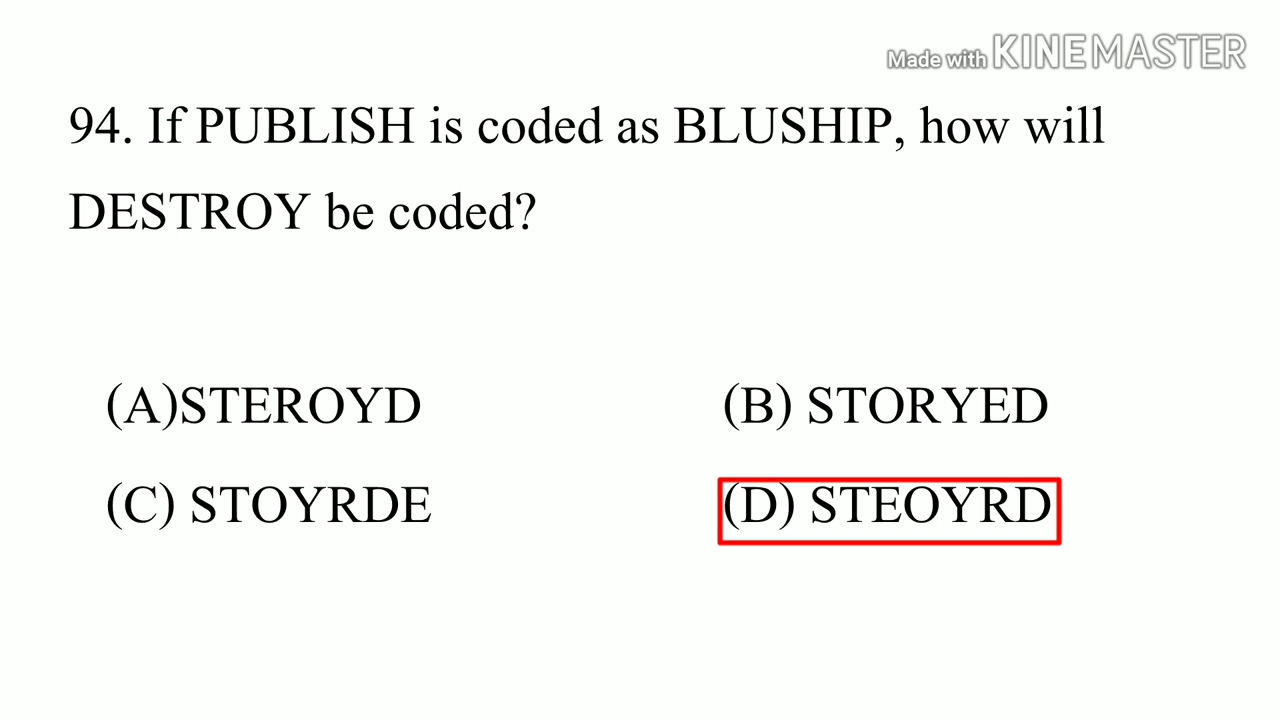 Made with KINEMASTER
94. If PUBLISH is coded as BLUSHIP, how will
DESTROY be coded?
(A)STEROYD (B) STORYED
(C) STOYRDE (D) STEOYRD